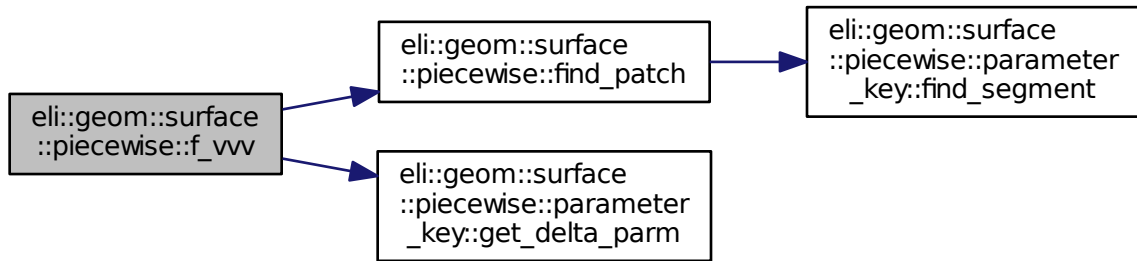 eli::geom::surface
::piecewise::f_vvv
eli::geom::surface
::piecewise::find_patch
eli::geom::surface
::piecewise::parameter
_key::find_segment
eli::geom::surface
::piecewise::parameter
_key::get_delta_parm